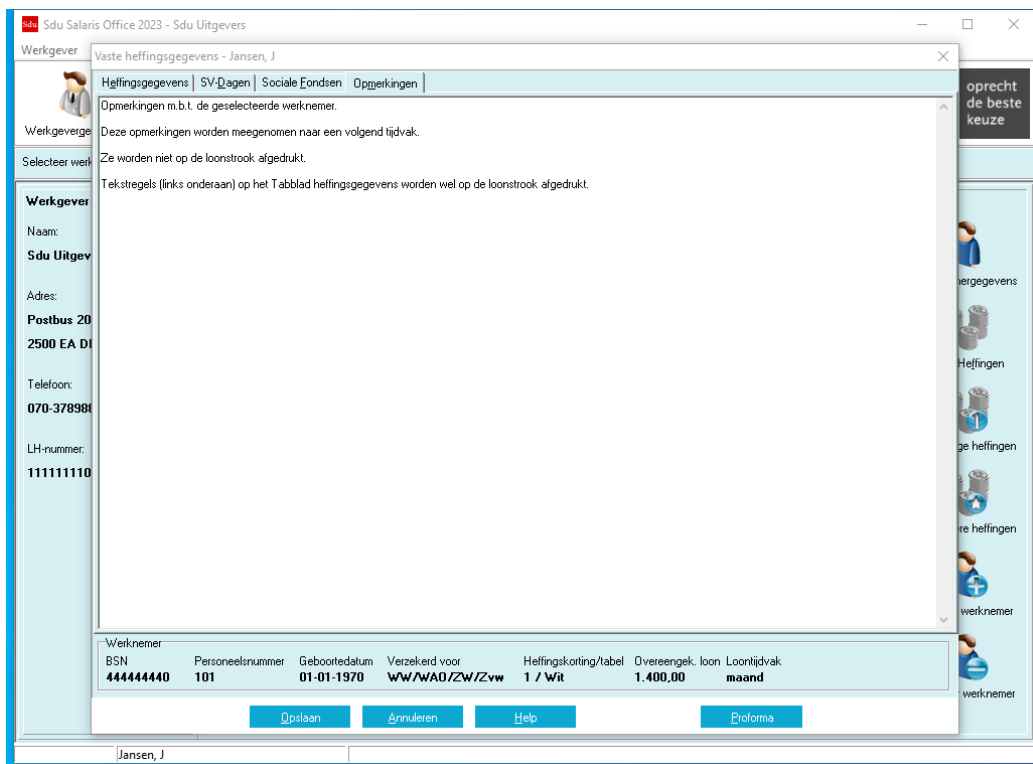 Sdu Sdu Salaris Office 2023 - Sdu Uitgevers
Werkgever
Vaste heffingsgegevens - Jansen, J
Heffingsgegevens SV-Dagen Sociale Fondsen Opmerkingen
Opmerkingen m.b.t. de geselecteerde werknemer.
Deze opmerkingen worden meegenomen naar een volgend tijdvak.
Ze worden niet op de loonstrook afgedrukt.
Tekstregels (links onderaan) op het Tabblad heffingsgegevens worden wel op de loonstrook afgedrukt.
Werkgeverge
Selecteer werk
Werkgever
Naam:
Sdu Uitgev
Adres:
Postbus 20
2500 EA D
Telefoon:
070-378988
LH-nummer:
111111110
oprecht
de beste
keuze
ergegevens
Heffingen
ge heffingen
re heffingen
werknemer
werknemer
Werknemer
BSN Personeelsnummer Geboortedatum Verzekerd voor Heffingskorting/tabel Overeengek. loon Loontijdvak
444444440 101 01-01-1970 WW/WAO/ZW/Zvw 1 / Wit 1.400,00 maand
Opslaan Annuleren Help Proforma
Jansen, J